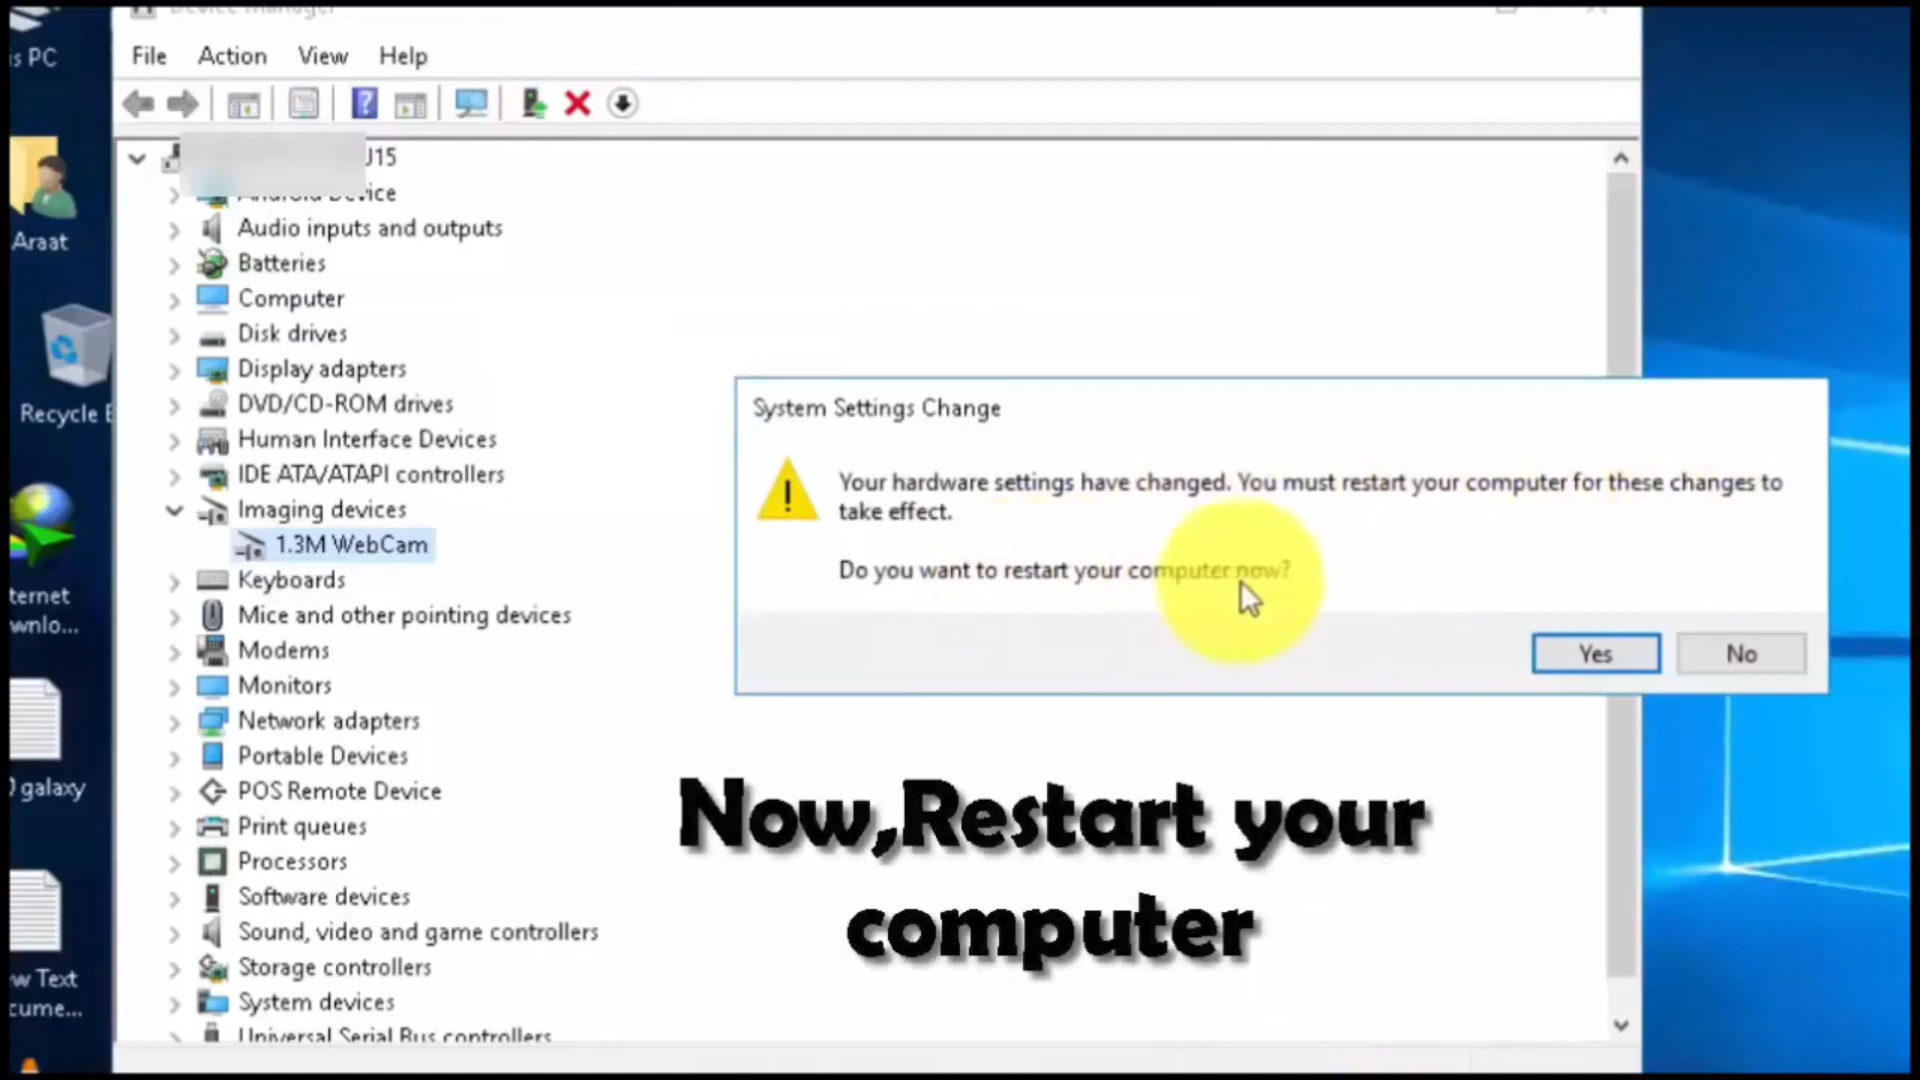 Device Manager
File Action View Help
is PC
J15
Android Device
Audio inputs and outputs
Araat
Batteries
Computer
Disk drives
Display adapters
DVD/CD-ROM drives
Recycle B
Human Interface Devices
IDE ATA/ATAPI controllers
Imaging devices
1.3M WebCam
Keyboards
Mice and other pointing devices
Modems
Monitors
Network adapters
Portable Devices
POS Remote Device
Print queues
Processors
Software devices
Sound, video and game controllers
Storage controllers
System devices
Universal Serial Bus controllers
ternet
wnlo...
galaxy
ew Text
cume...
System Settings Change
Your hardware settings have changed. You must restart your computer for these changes to
take effect.
Do you want to restart your computer now?
Yes No
Now,Restart your
computer